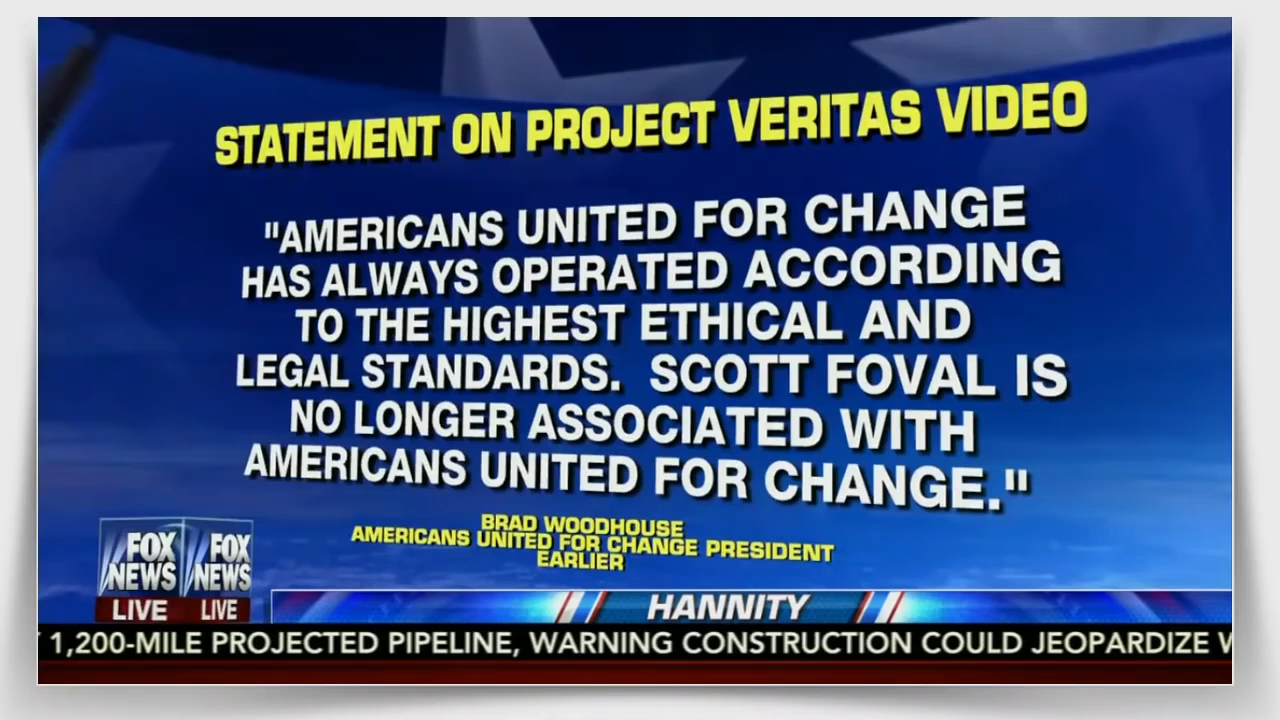 STATEMENT ON PROJECT VERITAS VIDEO
"AMERICANS UNITED FOR CHANGE
HAS ALWAYS OPERATED ACCORDING
TO THE HIGHEST ETHICAL AND
LEGAL STANDARDS. SCOTT FOVAL IS
NO LONGER ASSOCIATED WITH
AMERICANS UNITED FOR CHANGE."
BRAD WOODHOUSE
AMERICANS UNITED FOR CHANGE PRESIDENT
EARLIER
FOX NEWS FOX NEWS
LIVE LIVE
HANNITY
1,200-MILE PROJECTED PIPELINE, WARNING CONSTRUCTION COULD JEOPARDIZE